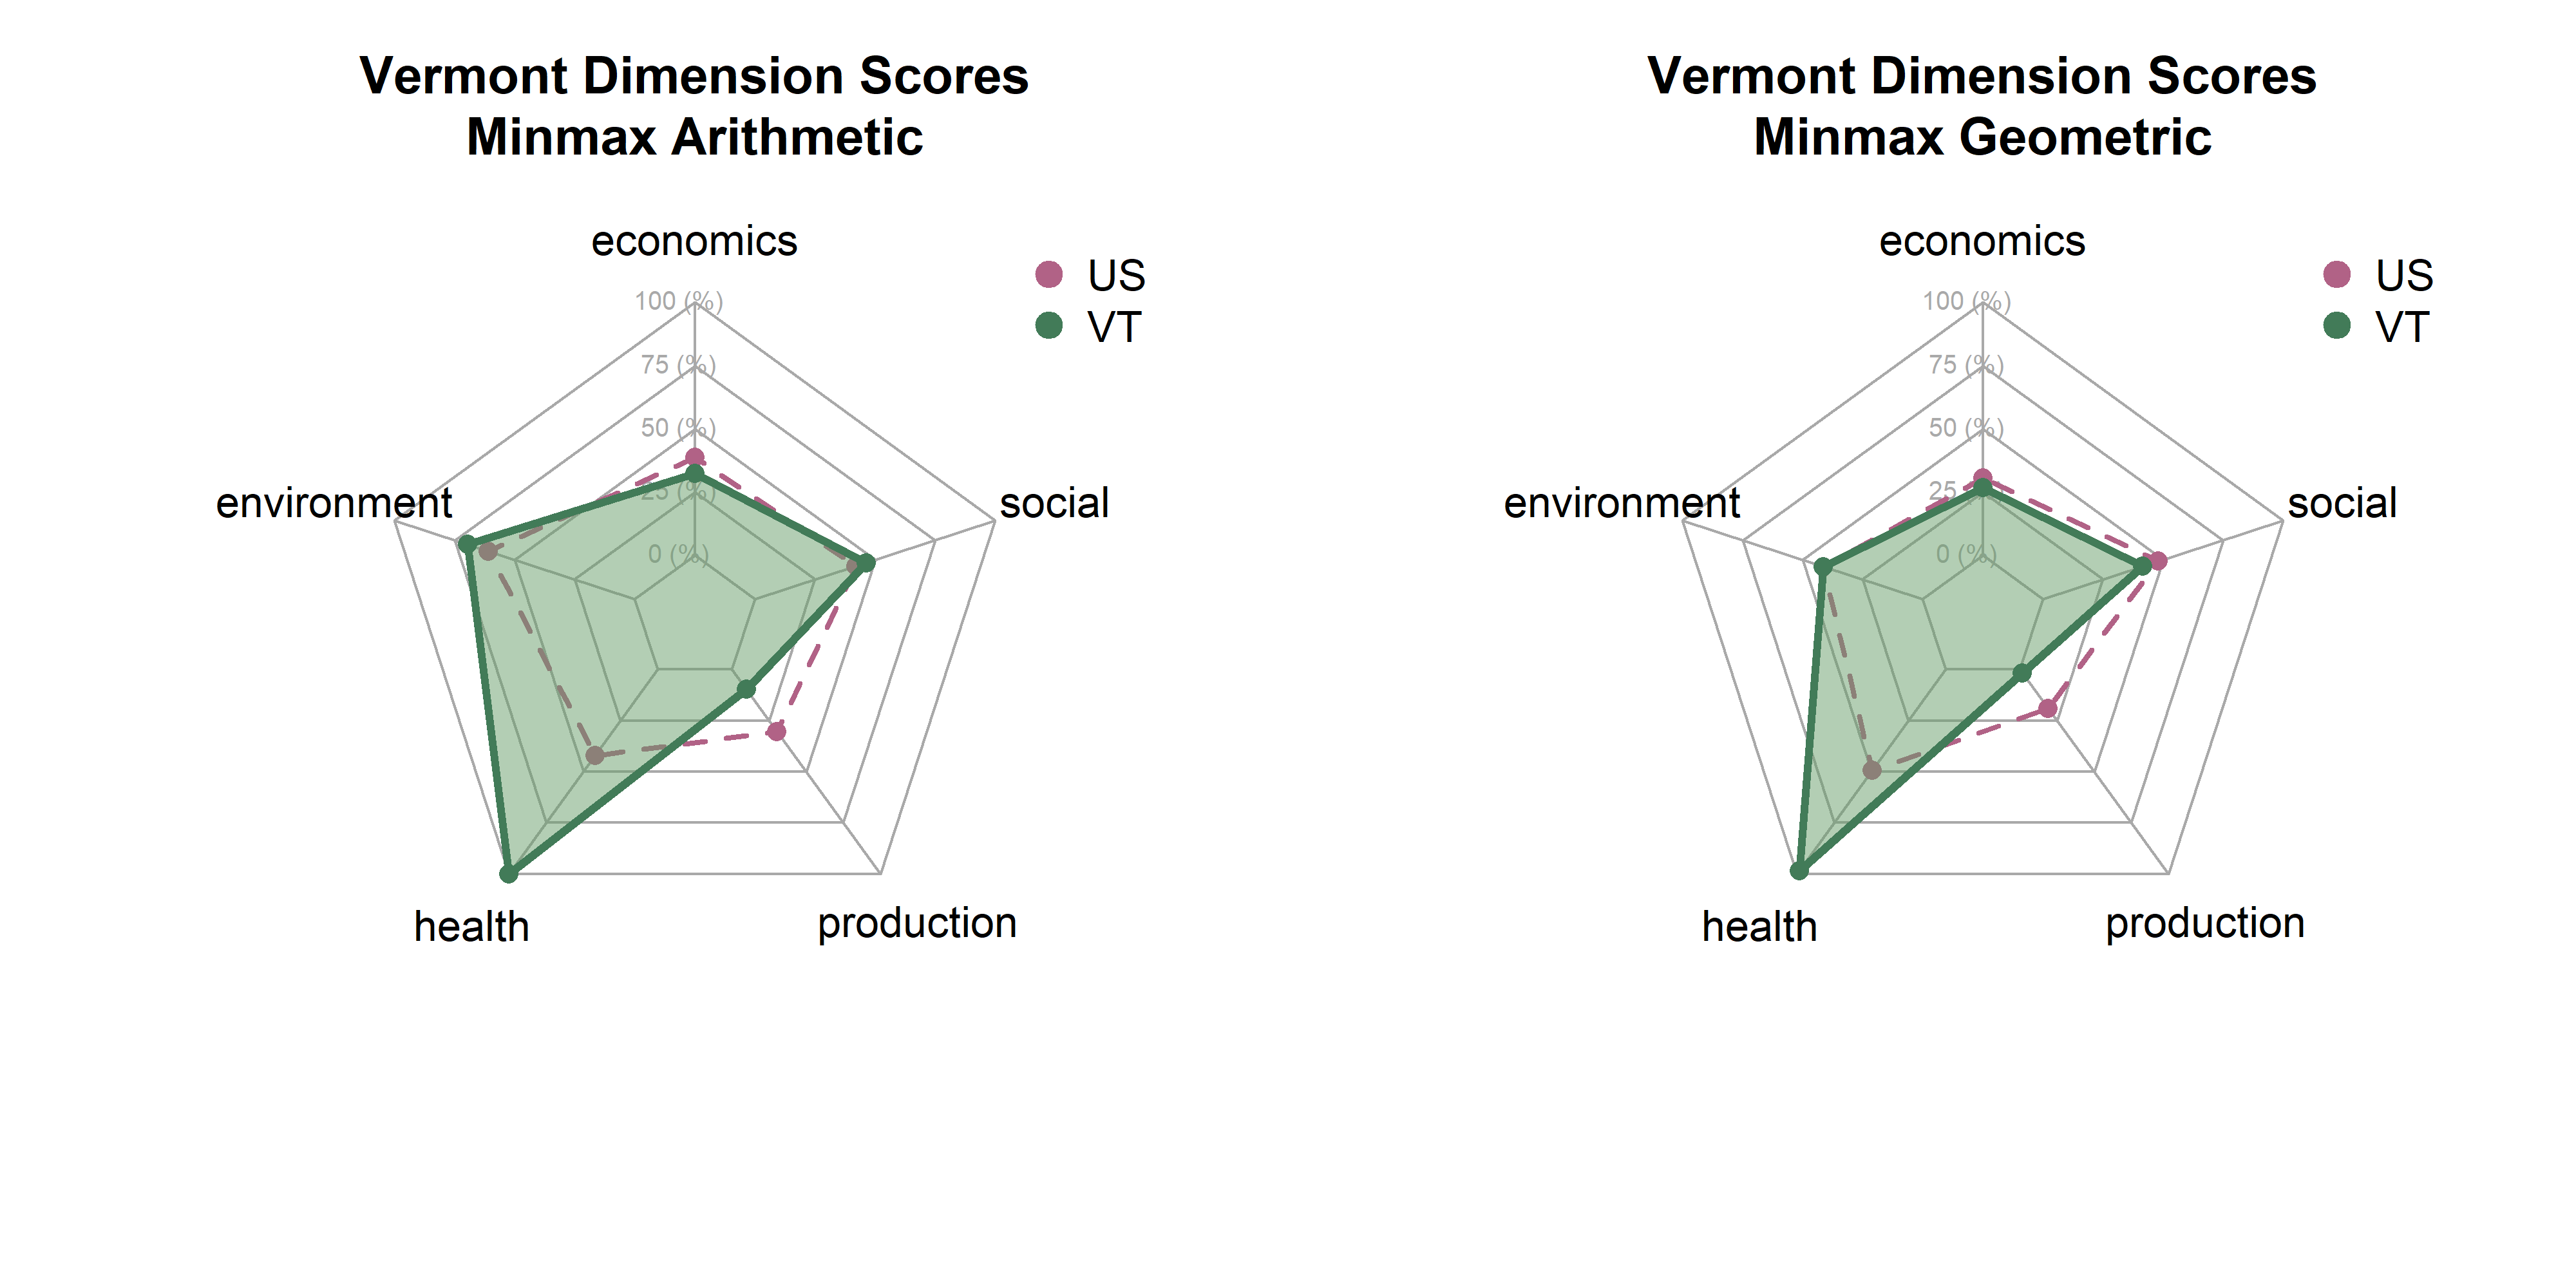 Vermont Dimension Scores
Minmax Arithmetic
economics
US
VT
100 (%)
75 (%)
50 (%)
25 (%)
0 (%)
environment
social
health
production
Vermont Dimension Scores
Minmax Geometric
economics
US
VT
100 (%)
75 (%)
50 (%)
25
0 (%)
environment
social
health
production